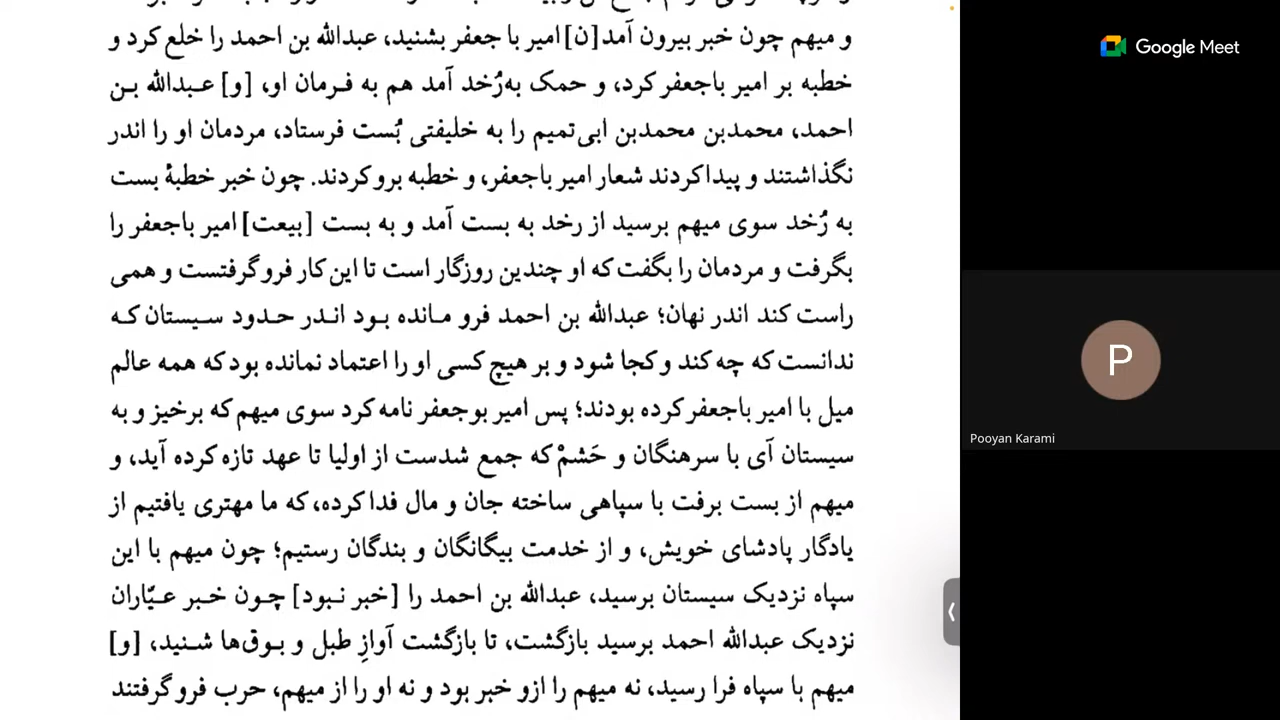 و میهم چون خبر بیرون آمد[ن] امیر با جعفر بشنید، عبدالله بن احمد را خلع کرد و
خطبه بر امیر باجعفر کرد، و حمک به‌رُخد آمد هم به فرمان او، [و] عبدالله بن
احمد، محمدبن محمدبن ابی‌تمیم را به خلیفتی بُست فرستاد، مردمان او را اندر
نگذاشتند و پیدا کردند شعار امیر باجعفر، و خطبه برو کردند. چون خبر خطبهٔ بست
به رُخد سوی میهم برسید از رخد به بست آمد و به بست [بیعت] امیر باجعفر را
بگرفت و مردمان را بگفت که او چندین روزگار است تا این کار فرو گرفتست و همی
راست کند اندر نهان؛ عبدالله بن احمد فرو مانده بود اندر حدود سیستان که
ندانست که چه کند و کجا شود و بر هیچ کسی او را اعتماد نمانده بود که همه عالم
میل با امیر باجعفر کرده بودند؛ پس امیر بوجعفر نامه کرد سوی میهم که برخیز و به
سیستان آی با سرهنگان و حَشمْ که جمع شدست از اولیا تا عهد تازه کرده آید، و
میهم از بست برفت با سپاهی ساخته جان و مال فدا کرده، که ما مهتری یافتیم از
یادگار پادشای خویش، و از خدمت بیگانگان و بندگان رستیم؛ چون میهم با این
سپاه نزدیک سیستان برسید، عبدالله بن احمد را [خبر نبود] چون خبر عیّاران
نزدیک عبدالله احمد برسید بازگشت، تا بازگشت آوازِ طبل و بوق‌ها شنید، [و]
میهم با سپاه فرا رسید، نه میهم را ازو خبر بود و نه او را از میهم، حرب فرو گرفتند
Google Meet
P
Pooyan Karami